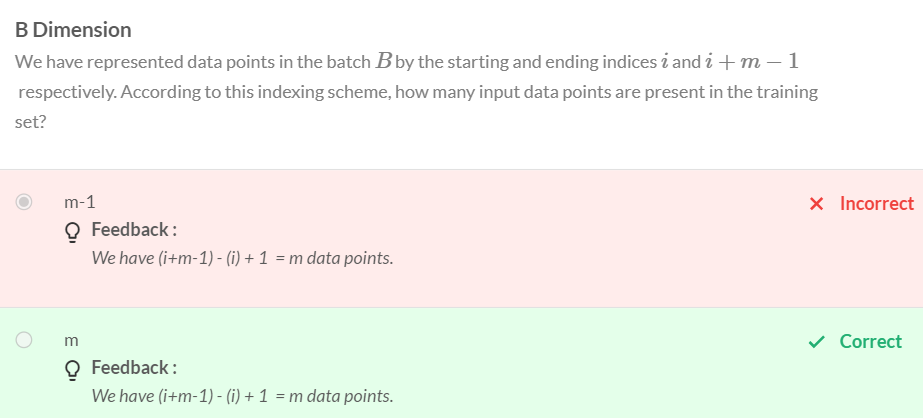 B Dimension
We have represented data points in the batch B by the starting and ending indices i and i + m − 1
respectively. According to this indexing scheme, how many input data points are present in the training
set?
m-1
Incorrect
Feedback :
We have (i+m-1) - (i) + 1 = m data points.
m
Correct
Feedback :
We have (i+m-1) - (i) + 1 = m data points.